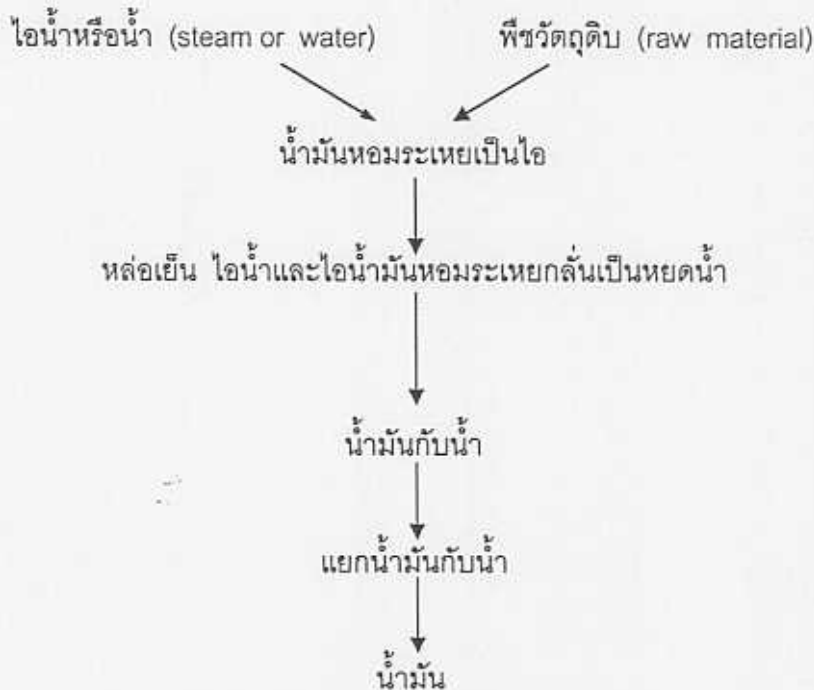 ไอน้ำหรือน้ำ (steam or water) พืชวัตถุดิบ (raw material)
น้ำมันหอมระเหยเป็นไอ
หล่อเย็น ไอน้ำและไอน้ำมันหอมระเหยกลั่นเป็นหยดน้ำ
น้ำมันกับน้ำ
แยกน้ำมันกับน้ำ
น้ำมัน